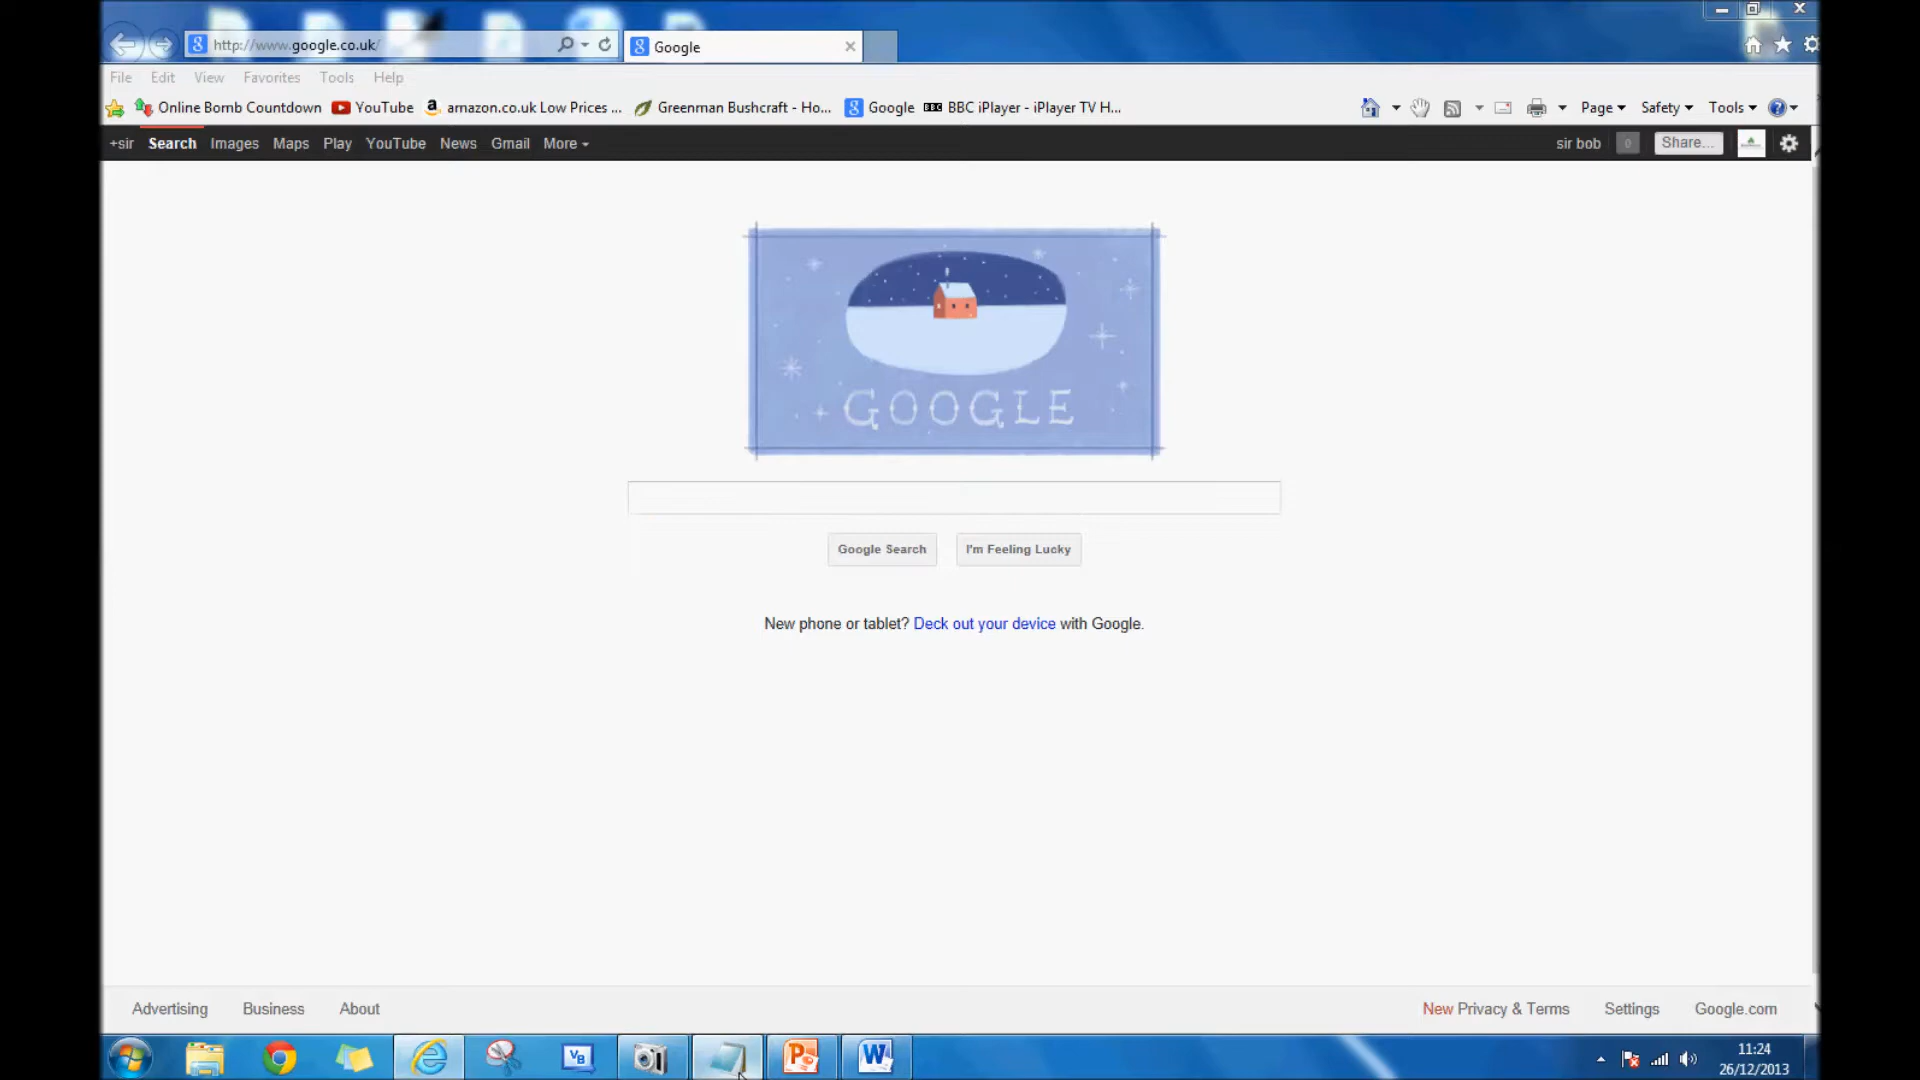 http://www.google.co.uk/
Google
File Edit View Favorites Tools Help
Online Bomb Countdown YouTube amazon.co.uk Low Prices ... Greenman Bushcraft - Ho... Google BBC iPlayer - iPlayer TV H... Page Safety Tools
+sir Search Images Maps Play YouTube News Gmail More sir bob 0 Share...
GOOGLE
Google Search I'm Feeling Lucky
New phone or tablet? Deck out your device with Google.
Advertising Business About New Privacy & Terms Settings Google.com
VB
11:24
26/12/2013